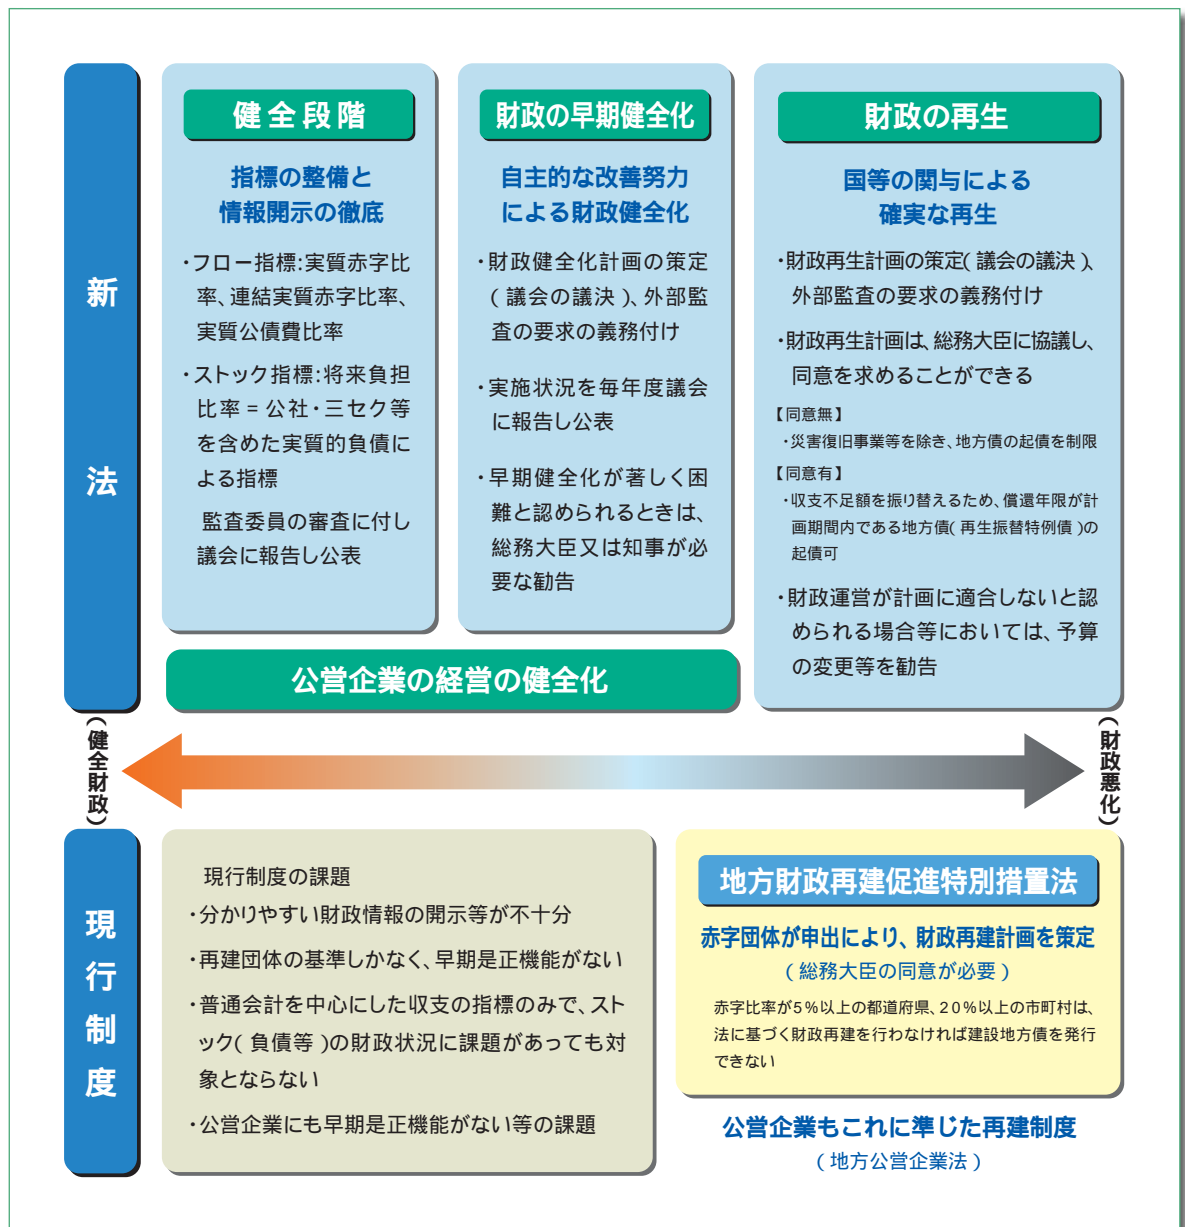 新法
健全段階
指標の整備と
情報開示の徹底
・フロー指標:実質赤字比
率、連結実質赤字比率、
実質公債費比率
・ストック指標:将来負担
比率＝公社・三セク等
を含めた実質的負債に
よる指標
監査委員の審査に付し
議会に報告し公表
財政の早期健全化
自主的な改善努力
による財政健全化
・財政健全化計画の策定
（議会の議決）、外部監
査の要求の義務付け
・実施状況を毎年度議会
に報告し公表
・早期健全化が著しく困
難と認められるときは、
総務大臣又は知事が必
要な勧告
財政の再生
国等の関与による
確実な再生
・財政再生計画の策定（議会の議決）、
外部監査の要求の義務付け
・財政再生計画は、総務大臣に協議し、
同意を求めることができる
【同意無】
・災害復旧事業等を除き、地方債の起債を制限
【同意有】
・収支不足額を振り替えるため、償還年限が計
画期間内である地方債（再生振替特例債）の
起債可
・財政運営が計画に適合しないと認
められる場合等においては、予算
の変更等を勧告
公営企業の経営の健全化
（健全財政）
（財政悪化）
現行制度
現行制度の課題
・分かりやすい財政情報の開示等が不十分
・再建団体の基準しかなく、早期是正機能がない
・普通会計を中心にした収支の指標のみで、スト
ック（負債等）の財政状況に課題があっても対
象とならない
・公営企業にも早期是正機能がない等の課題
地方財政再建促進特別措置法
赤字団体が申出により、財政再建計画を策定
（総務大臣の同意が必要）
赤字比率が5％以上の都道府県、20％以上の市町村は、
法に基づく財政再建を行わなければ建設地方債を発行
できない
公営企業もこれに準じた再建制度
（地方公営企業法）